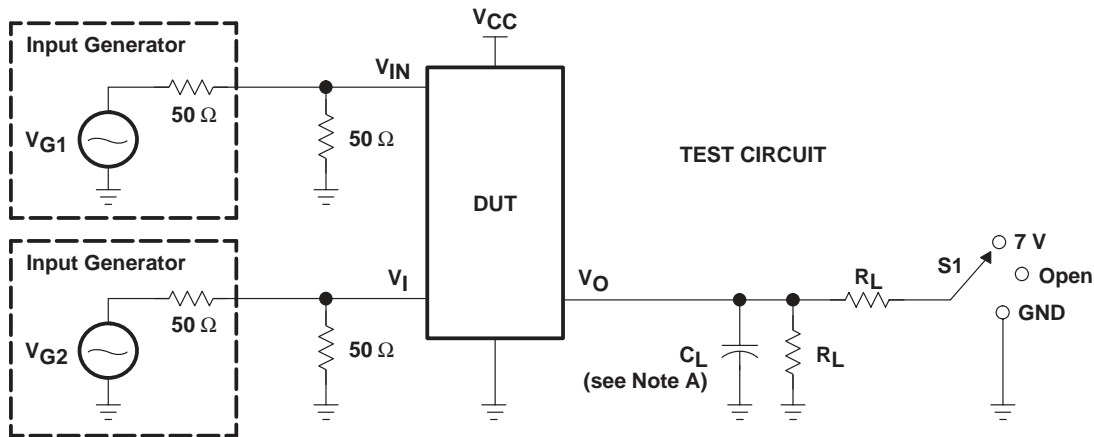 Input Generator
VG1
50 Ω
VIN
50 Ω
VCC
DUT
TEST CIRCUIT
Input Generator
VG2
50 Ω
VI
50 Ω
VO
CL
(see Note A)
RL
RL
S1
7 V
Open
GND